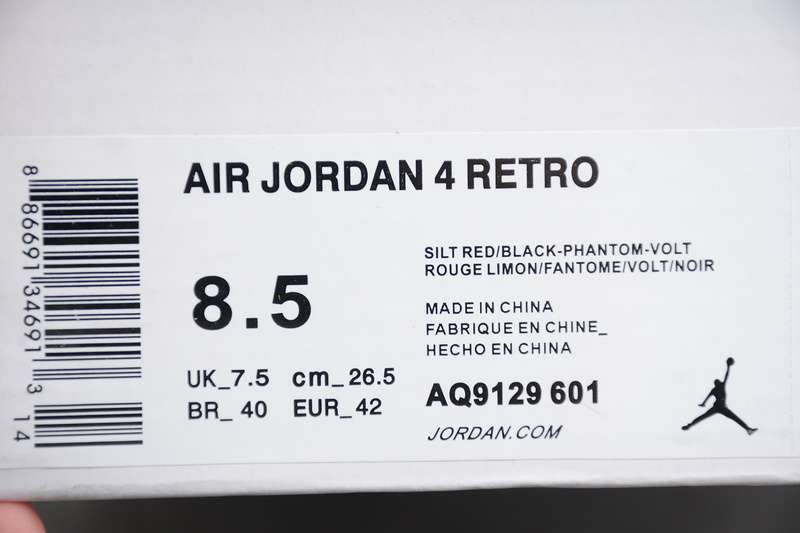 AIR JORDAN 4 RETRO
SILT RED/BLACK-PHANTOM-VOLT
ROUGE LIMON/FANTOME/VOLT/NOIR
8.5
MADE IN CHINA
FABRIQUE EN CHINE_
HECHO EN CHINA
UK_7.5 cm_26.5
BR_ 40 EUR_42
AQ9129 601
JORDAN.COM
8 86691 34691 3 14